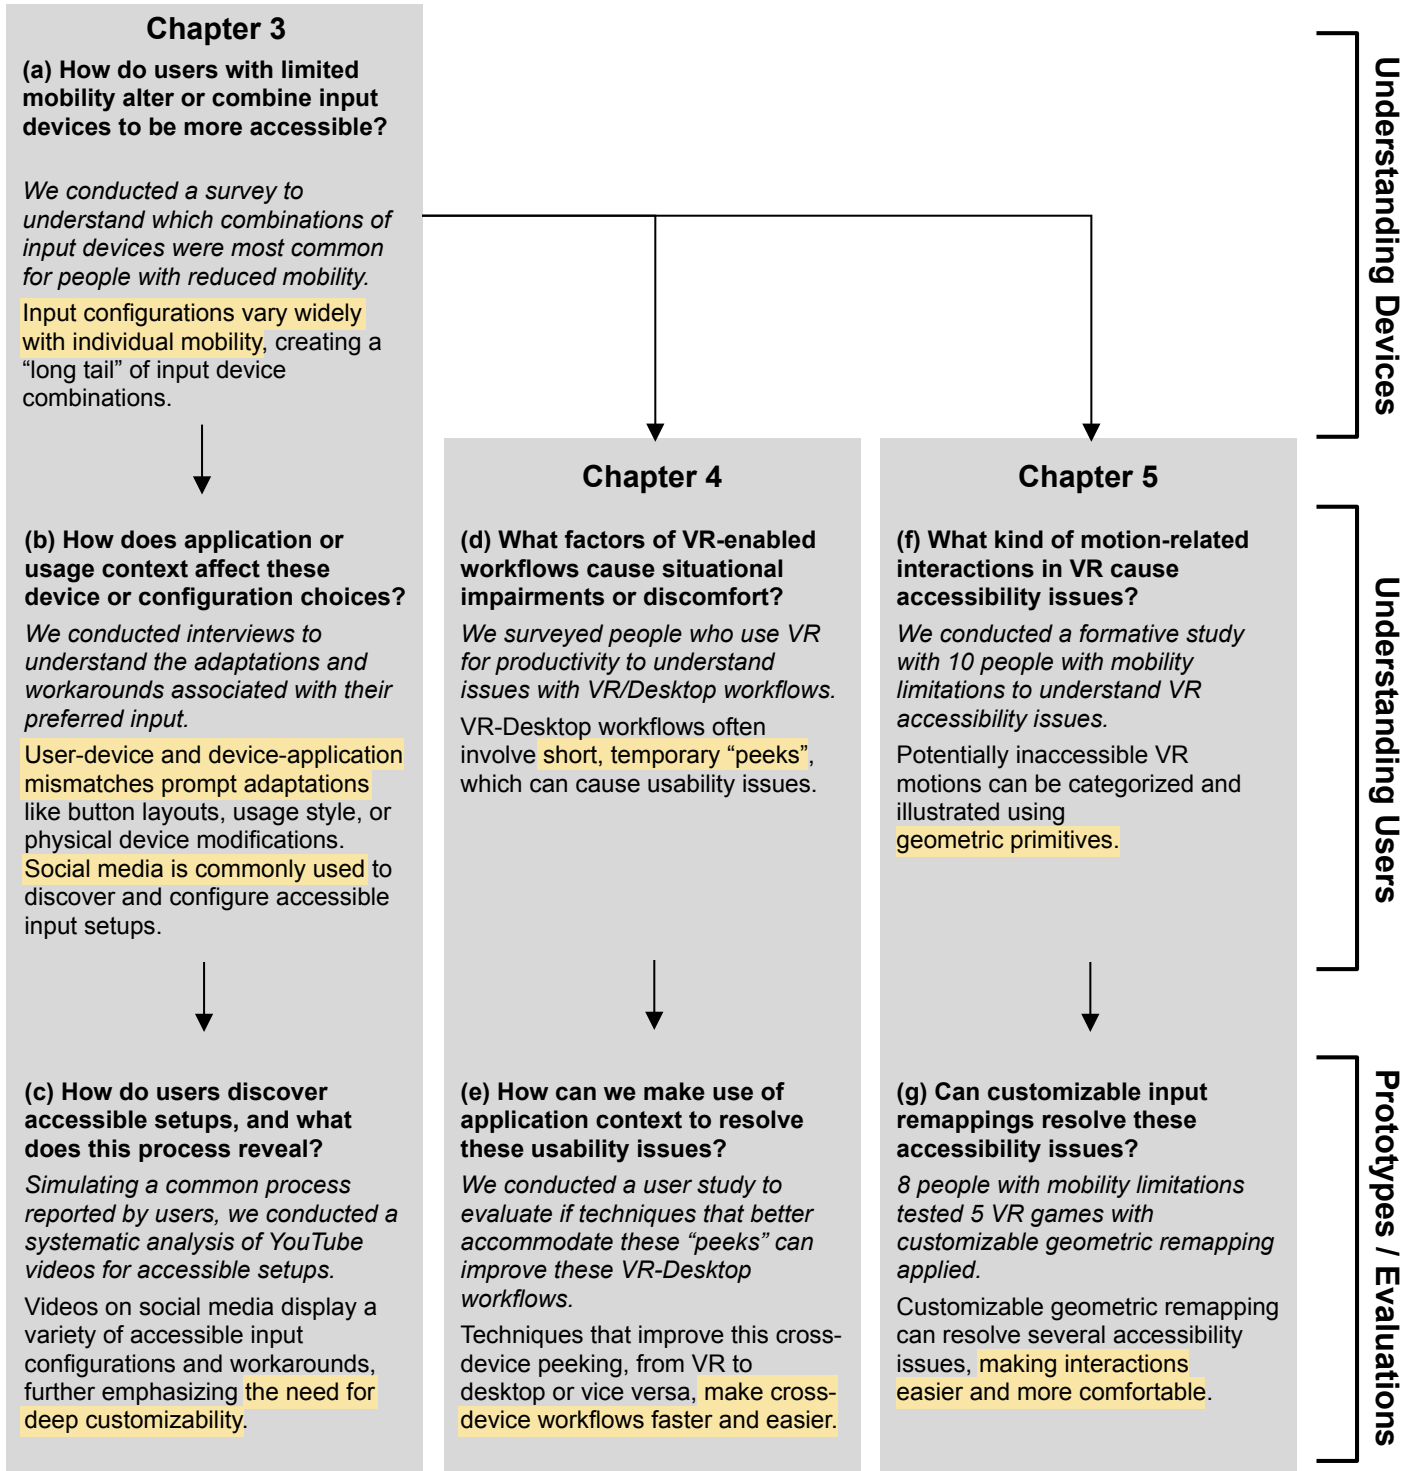 Chapter 3
(a) How do users with limited
mobility alter or combine input
devices to be more accessible?
We conducted a survey to
understand which combinations of
input devices were most common
for people with reduced mobility.
Input configurations vary widely
with individual mobility, creating a
“long tail” of input device
combinations.
(b) How does application or
usage context affect these
device or configuration choices?
We conducted interviews to
understand the adaptations and
workarounds associated with their
preferred input.
User-device and device-application
mismatches prompt adaptations
like button layouts, usage style, or
physical device modifications.
Social media is commonly used to
discover and configure accessible
input setups.
(c) How do users discover
accessible setups, and what
does this process reveal?
Simulating a common process
reported by users, we conducted a
systematic analysis of YouTube
videos for accessible setups.
Videos on social media display a
variety of accessible input
configurations and workarounds,
further emphasizing the need for
deep customizability.
Chapter 4
(d) What factors of VR-enabled
workflows cause situational
impairments or discomfort?
We surveyed people who use VR
for productivity to understand
issues with VR/Desktop workflows.
VR-Desktop workflows often
involve short, temporary “peeks”,
which can cause usability issues.
(e) How can we make use of
application context to resolve
these usability issues?
We conducted a user study to
evaluate if techniques that better
accommodate these “peeks” can
improve these VR-Desktop
workflows.
Techniques that improve this cross-
device peeking, from VR to
desktop or vice versa, make cross-
device workflows faster and easier.
Chapter 5
(f) What kind of motion-related
interactions in VR cause
accessibility issues?
We conducted a formative study
with 10 people with mobility
limitations to understand VR
accessibility issues.
Potentially inaccessible VR
motions can be categorized and
illustrated using
geometric primitives.
(g) Can customizable input
remappings resolve these
accessibility issues?
8 people with mobility limitations
tested 5 VR games with
customizable geometric remapping
applied.
Customizable geometric remapping
can resolve several accessibility
issues, making interactions
easier and more comfortable.
Understanding Devices
Understanding Users
Prototypes / Evaluations